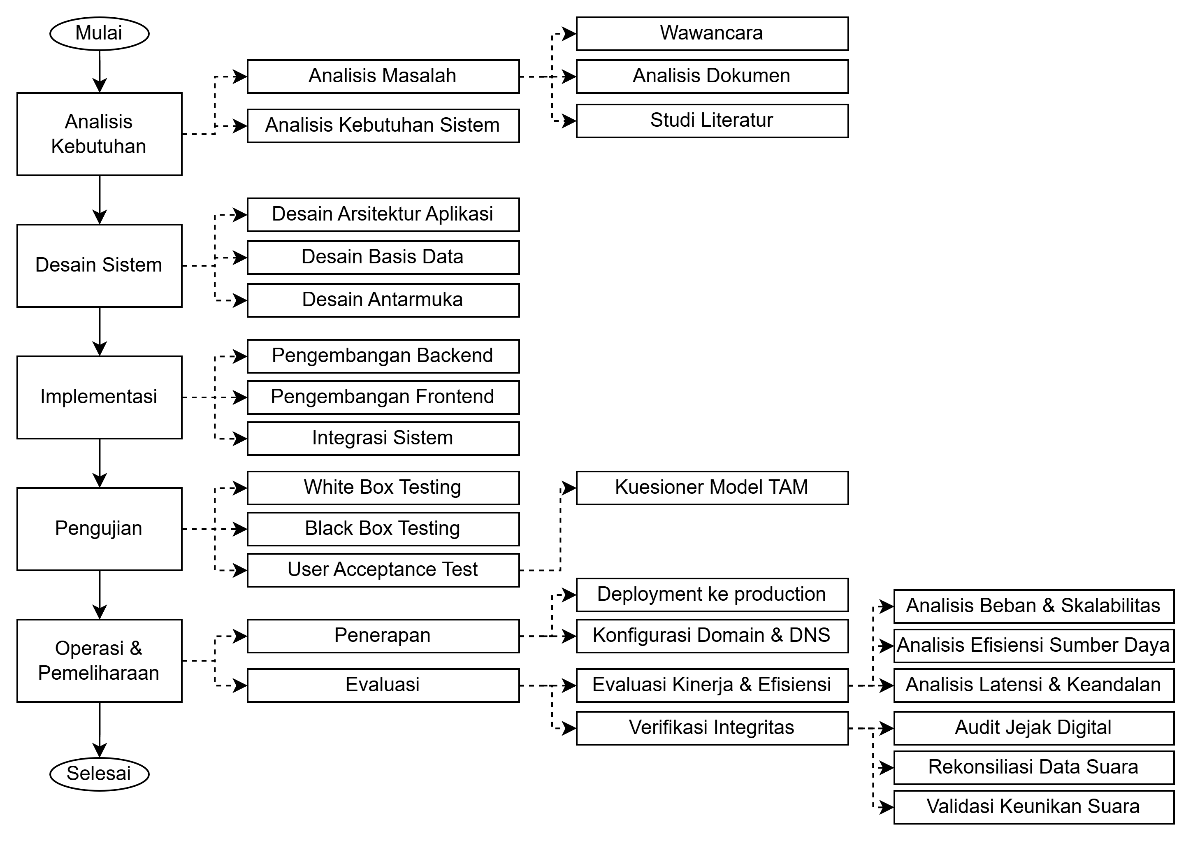 Mulai
Analisis
Kebutuhan
Analisis Masalah
Analisis Kebutuhan Sistem
Wawancara
Analisis Dokumen
Studi Literatur
Desain Sistem
Desain Arsitektur Aplikasi
Desain Basis Data
Desain Antarmuka
Implementasi
Pengembangan Backend
Pengembangan Frontend
Integrasi Sistem
Pengujian
White Box Testing
Black Box Testing
User Acceptance Test
Kuesioner Model TAM
Operasi &
Pemeliharaan
Penerapan
Evaluasi
Deployment ke production
Konfigurasi Domain & DNS
Evaluasi Kinerja & Efisiensi
Verifikasi Integritas
Analisis Beban & Skalabilitas
Analisis Efisiensi Sumber Daya
Analisis Latensi & Keandalan
Audit Jejak Digital
Rekonsiliasi Data Suara
Validasi Keunikan Suara
Selesai